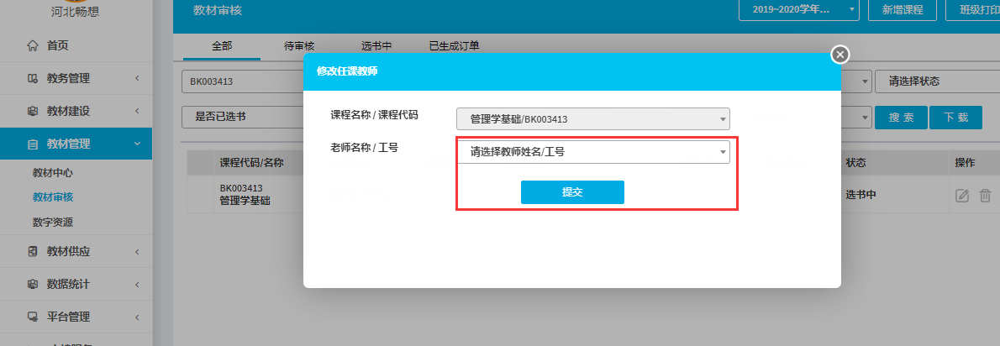 河北畅想
首页
教务管理
教材建设
教材管理
教材中心
教材审核
数字资源
教材供应
数据统计
平台管理
教材审核
2019~2020学年...
新增课程
班级打印
全部
待审核
选书中
已生成订单
BK003413
请选择状态
是否已选书
搜 索
下 载
课程代码/名称
状态
操作
BK003413
管理学基础
选书中
修改任课教师
课程名称 / 课程代码
管理学基础/BK003413
老师名称 / 工号
请选择教师姓名/工号
提交